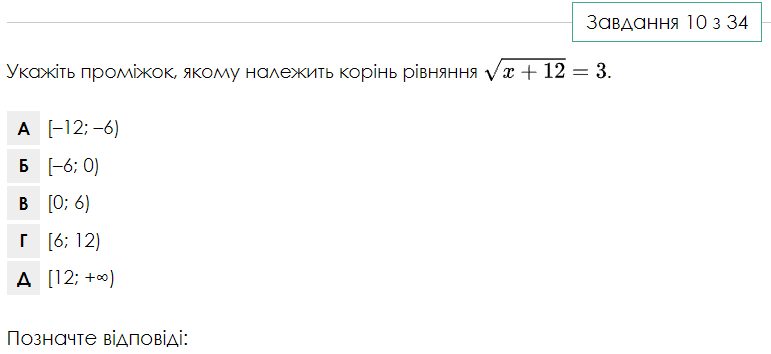 Завдання 10 з 34
Укажіть проміжок, якому належить корінь рівняння √(x + 12) = 3.
А [–12; –6)
Б [–6; 0)
В [0; 6)
Г [6; 12)
Д [12; +∞)
Позначте відповіді: